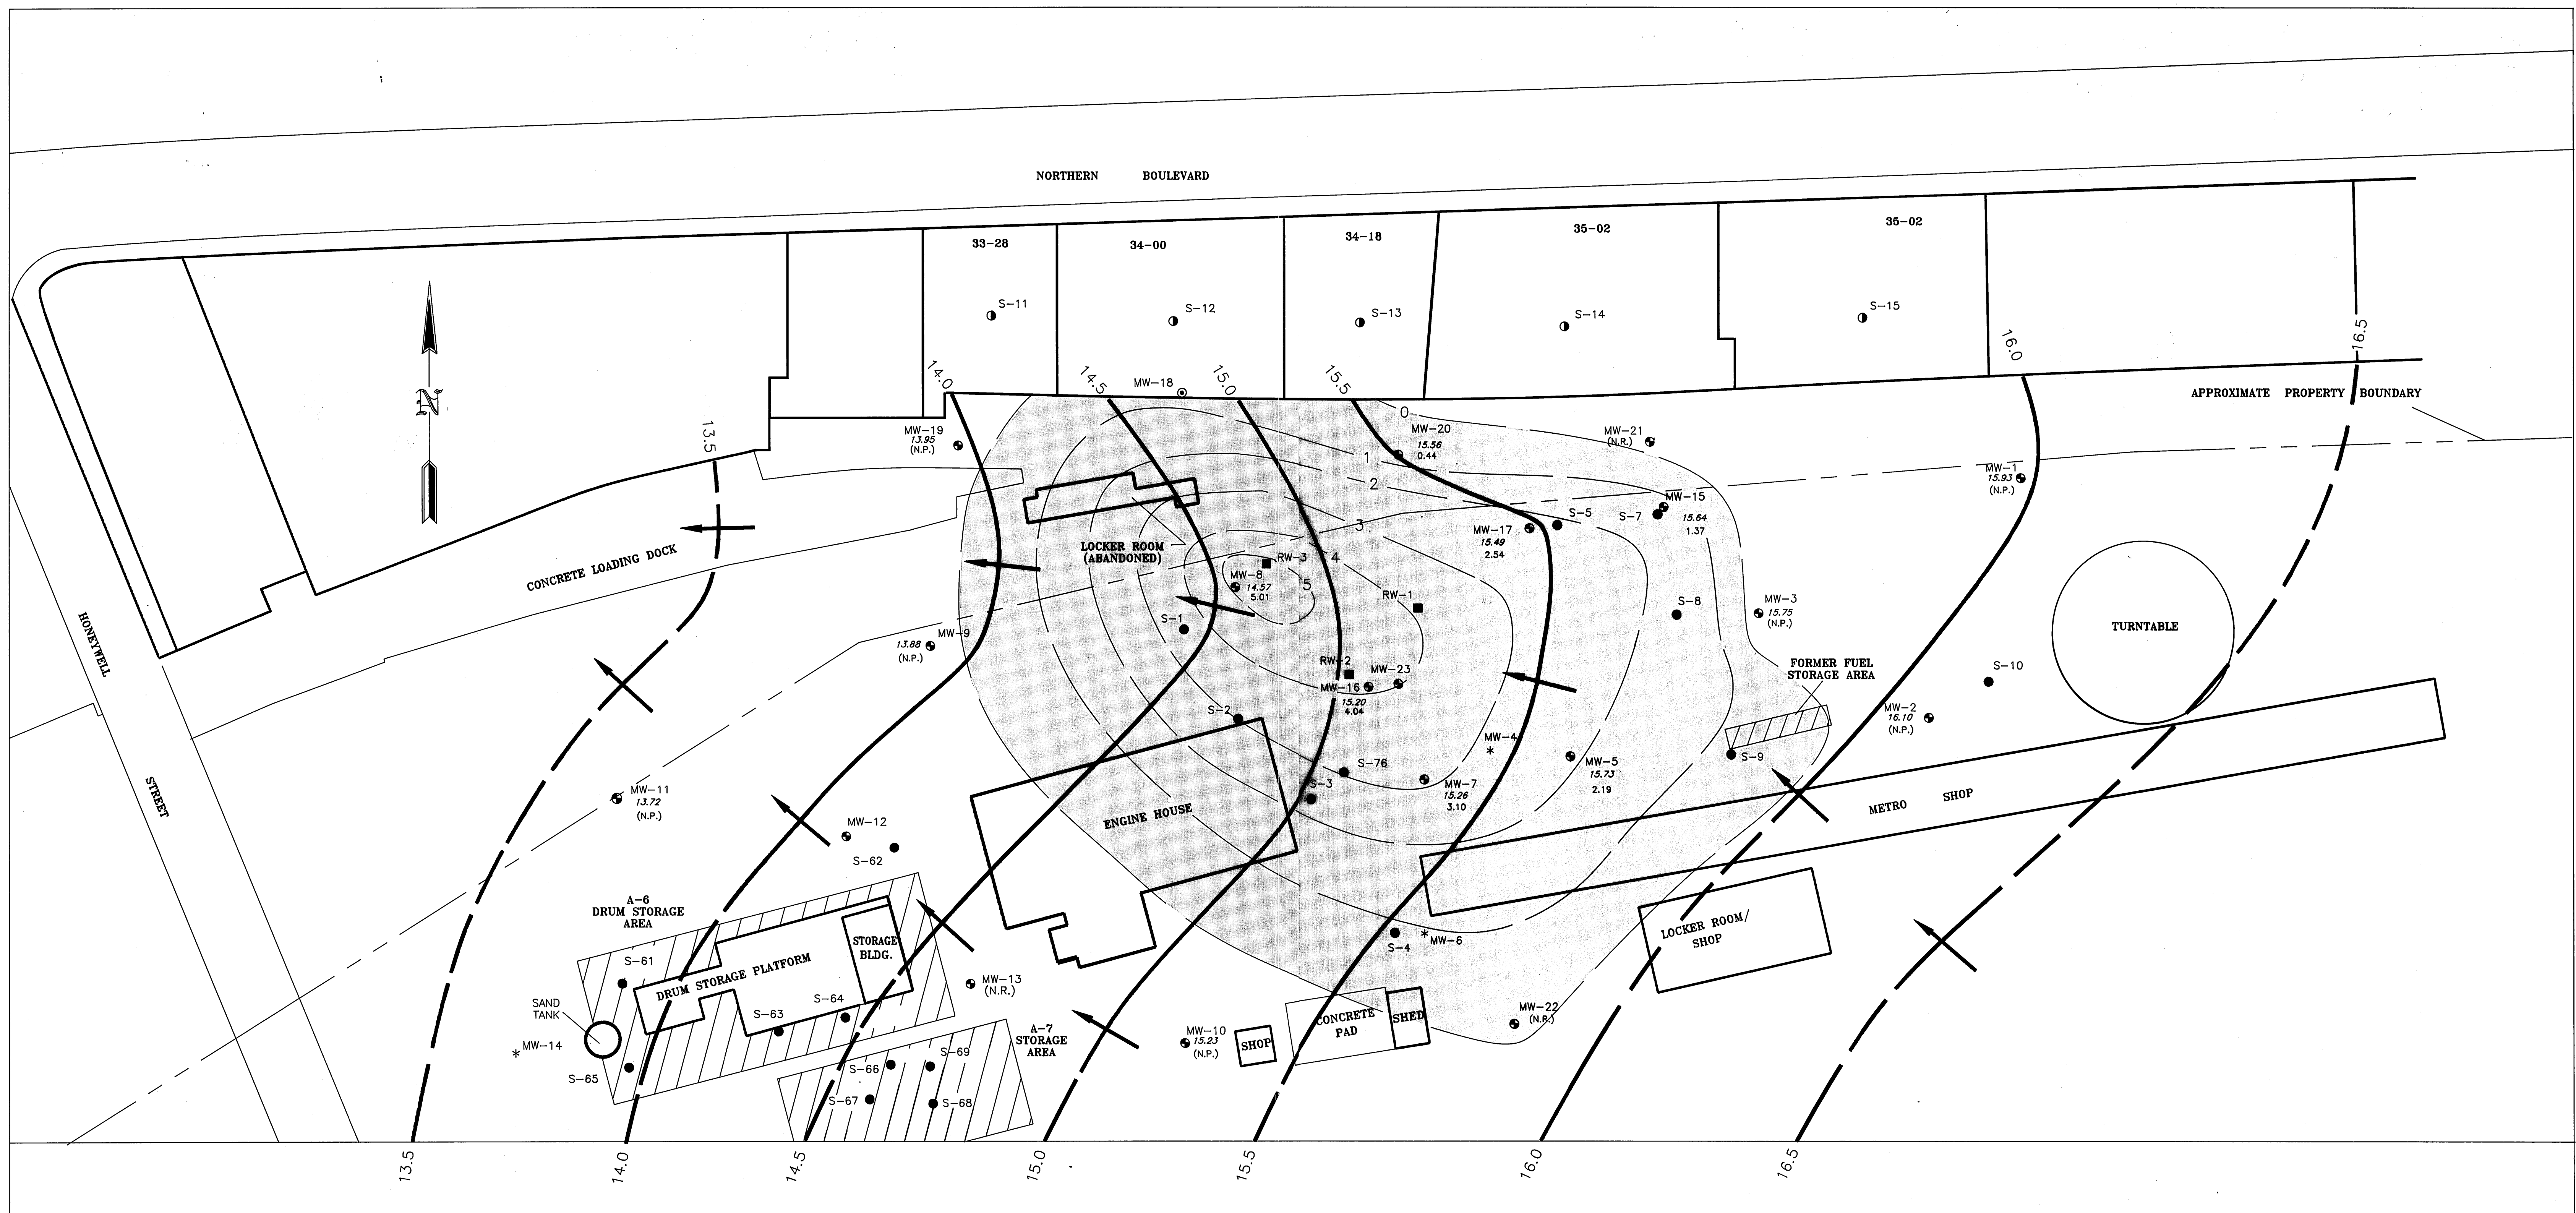 NORTHERN BOULEVARD
33-28
34-00
34-18
35-02
35-02
S-11
S-12
S-13
S-14
S-15
N
16.5
16.0
14.0
14.5
15.0
15.5
MW-18
APPROXIMATE PROPERTY BOUNDARY
0
13.5
MW-19
13.95
(N.P.)
MW-20
15.56
0.44
MW-21
(N.R.)
1
2
MW-1
15.93
(N.P.)
MW-15
15.64
1.37
S-5
S-7
3
MW-17
15.49
2.54
LOCKER ROOM
(ABANDONED)
CONCRETE LOADING DOCK
RW-3
4
MW-8
14.57
5.01
5
RW-1
S-8
MW-3
15.75
(N.P.)
TURNTABLE
HONEYWELL
STREET
S-1
MW-9
13.88
(N.P.)
RW-2
MW-23
MW-16
15.20
4.04
FORMER FUEL
STORAGE AREA
S-10
S-2
MW-2
16.10
(N.P.)
MW-4
S-9
S-76
MW-5
15.73
2.19
S-3
MW-7
15.26
3.10
MW-11
13.72
(N.P.)
METRO SHOP
ENGINE HOUSE
MW-12
S-62
A-6
DRUM STORAGE
AREA
LOCKER ROOM/
SHOP
STORAGE
BLDG.
S-4
MW-6
S-61
DRUM STORAGE PLATFORM
MW-13
(N.R.)
SAND
TANK
S-63
S-64
MW-22
(N.R.)
CONCRETE
PAD
SHED
SHOP
MW-10
15.23
(N.P.)
A-7
STORAGE
AREA
MW-14
S-65
S-69
S-66
S-67
S-68
13.5
14.0
14.5
15.0
15.5
16.0
16.5